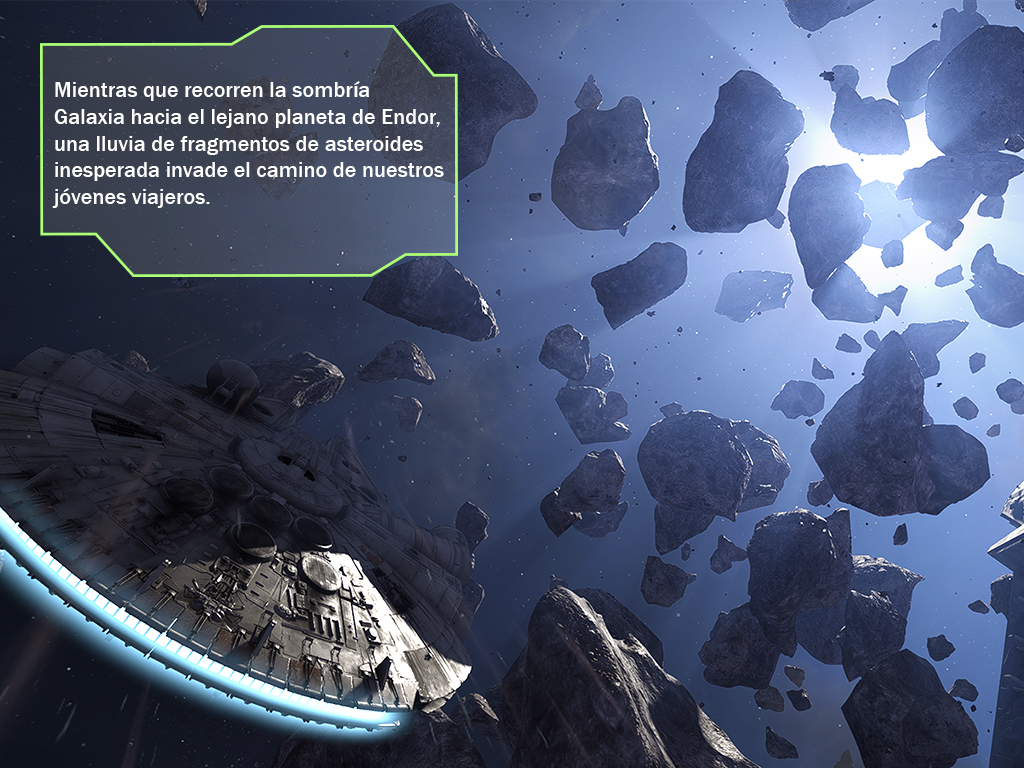 Mientras que recorren la sombría
Galaxia hacia el lejano planeta de Endor,
una lluvia de fragmentos de asteroides
inesperada invade el camino de nuestros
jóvenes viajeros.